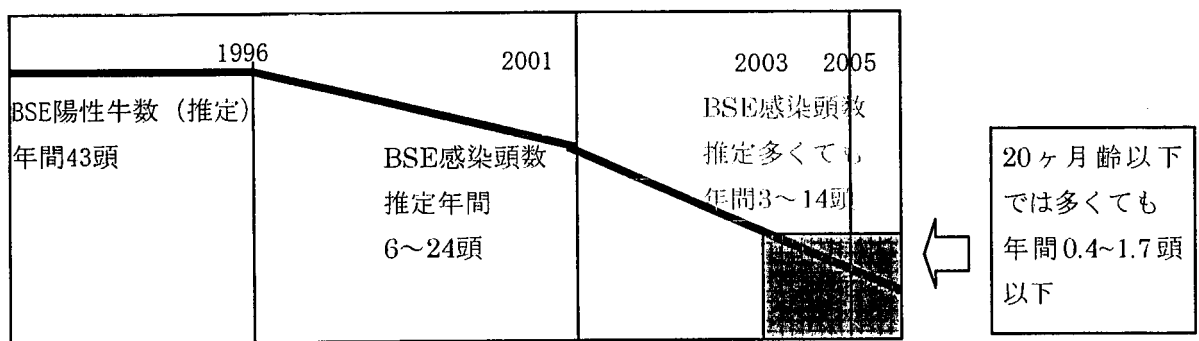 1996
2001
2003
2005
BSE陽性牛数（推定）
年間43頭
BSE感染頭数
推定年間
6～24頭
BSE感染頭数
推定多くても
年間3～14頭
20ヶ月齢以下
では多くても
年間0.4~1.7頭
以下